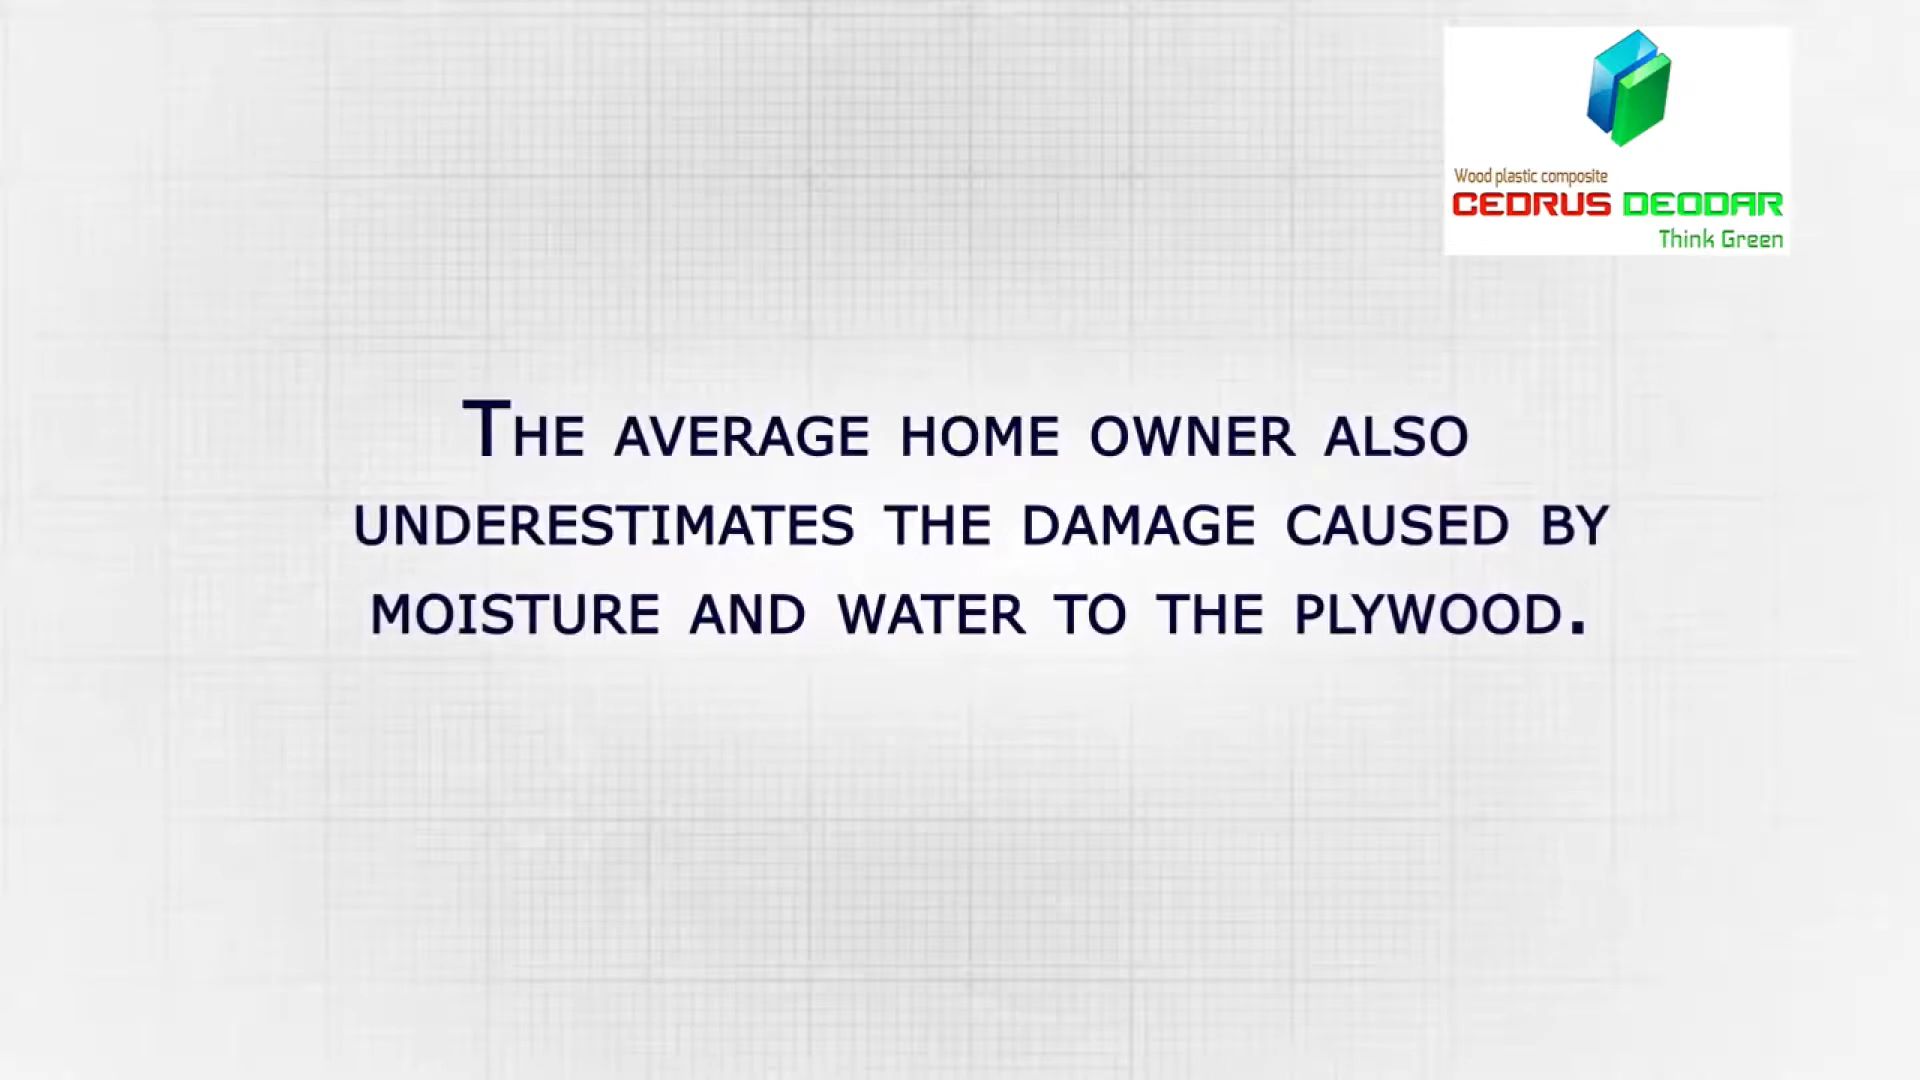 Wood plastic composite
CEDRUS DEODAR
Think Green
The average home owner also
underestimates the damage caused by
moisture and water to the plywood.